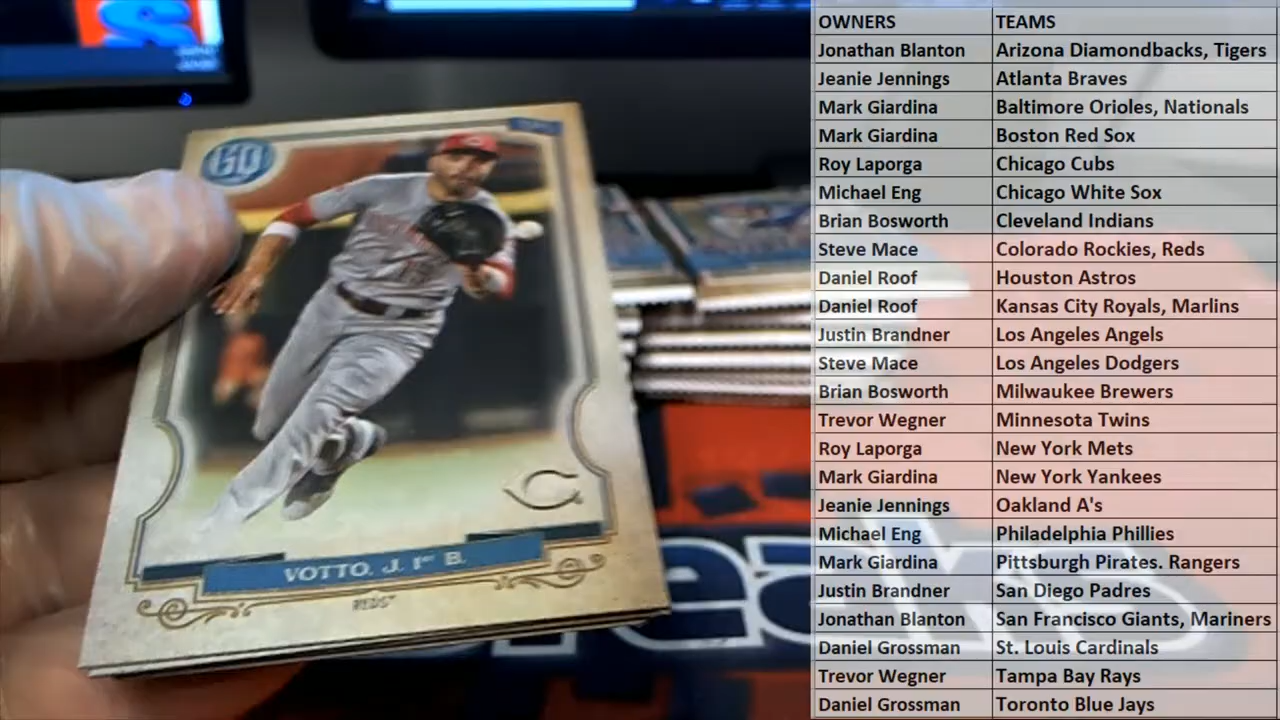 GQ
VOTTO, J. 1ST B.
REDS
OWNERS TEAMS
Jonathan Blanton Arizona Diamondbacks, Tigers
Jeanie Jennings Atlanta Braves
Mark Giardina Baltimore Orioles, Nationals
Mark Giardina Boston Red Sox
Roy Laporga Chicago Cubs
Michael Eng Chicago White Sox
Brian Bosworth Cleveland Indians
Steve Mace Colorado Rockies, Reds
Daniel Roof Houston Astros
Daniel Roof Kansas City Royals, Marlins
Justin Brandner Los Angeles Angels
Steve Mace Los Angeles Dodgers
Brian Bosworth Milwaukee Brewers
Trevor Wegner Minnesota Twins
Roy Laporga New York Mets
Mark Giardina New York Yankees
Jeanie Jennings Oakland A's
Michael Eng Philadelphia Phillies
Mark Giardina Pittsburgh Pirates. Rangers
Justin Brandner San Diego Padres
Jonathan Blanton San Francisco Giants, Mariners
Daniel Grossman St. Louis Cardinals
Trevor Wegner Tampa Bay Rays
Daniel Grossman Toronto Blue Jays